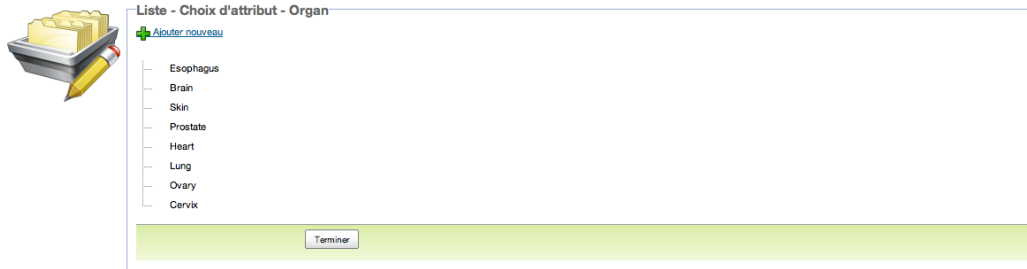 Liste - Choix d'attribut - Organ
Ajouter nouveau
Esophagus
Brain
Skin
Prostate
Heart
Lung
Ovary
Cervix
Terminer